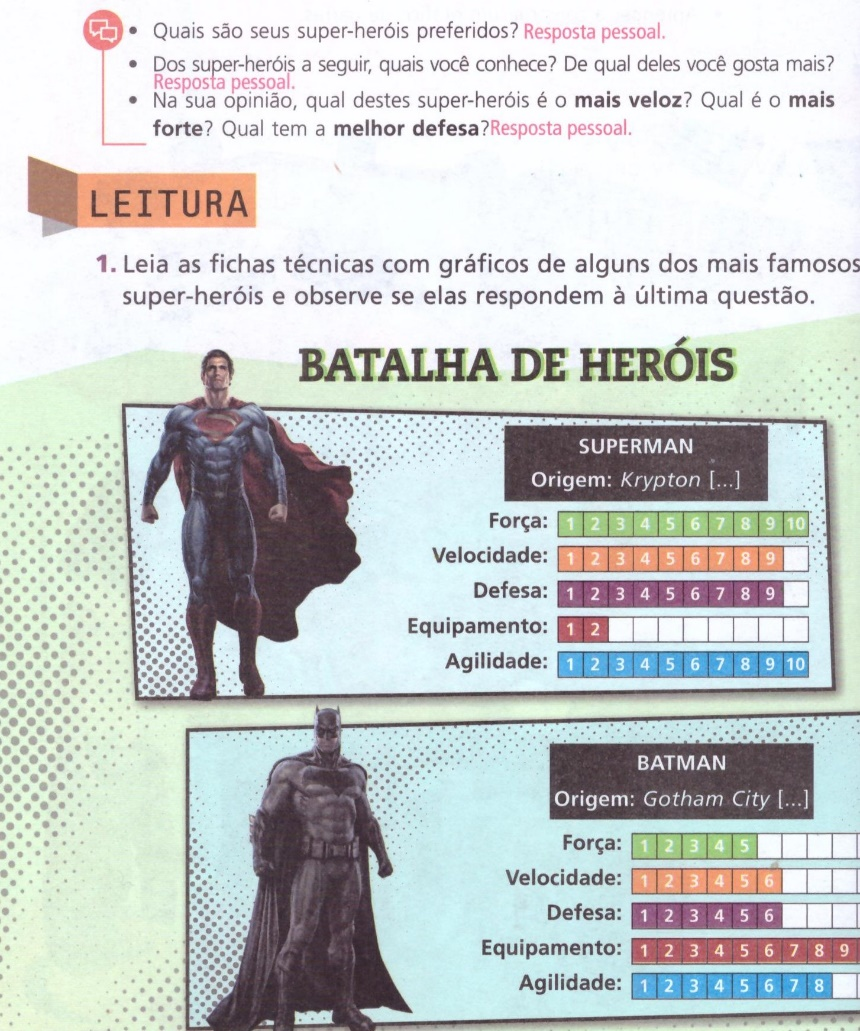 • Quais são seus super-heróis preferidos? Resposta pessoal.
• Dos super-heróis a seguir, quais você conhece? De qual deles você gosta mais?
Resposta pessoal.
• Na sua opinião, qual destes super-heróis é o mais veloz? Qual é o mais
forte? Qual tem a melhor defesa?Resposta pessoal.
LEITURA
1. Leia as fichas técnicas com gráficos de alguns dos mais famosos
super-heróis e observe se elas respondem à última questão.
BATALHA DE HERÓIS
SUPERMAN
Origem: Krypton [...]
Força: 1 2 3 4 5 6 7 8 9 10
Velocidade: 1 2 3 4 5 6 7 8 9
Defesa: 1 2 3 4 5 6 7 8 9
Equipamento: 1 2
Agilidade: 1 2 3 4 5 6 7 8 9 10
BATMAN
Origem: Gotham City [...]
Força: 1 2 3 4 5
Velocidade: 1 2 3 4 5 6
Defesa: 1 2 3 4 5 6
Equipamento: 1 2 3 4 5 6 7 8 9
Agilidade: 1 2 3 4 5 6 7 8